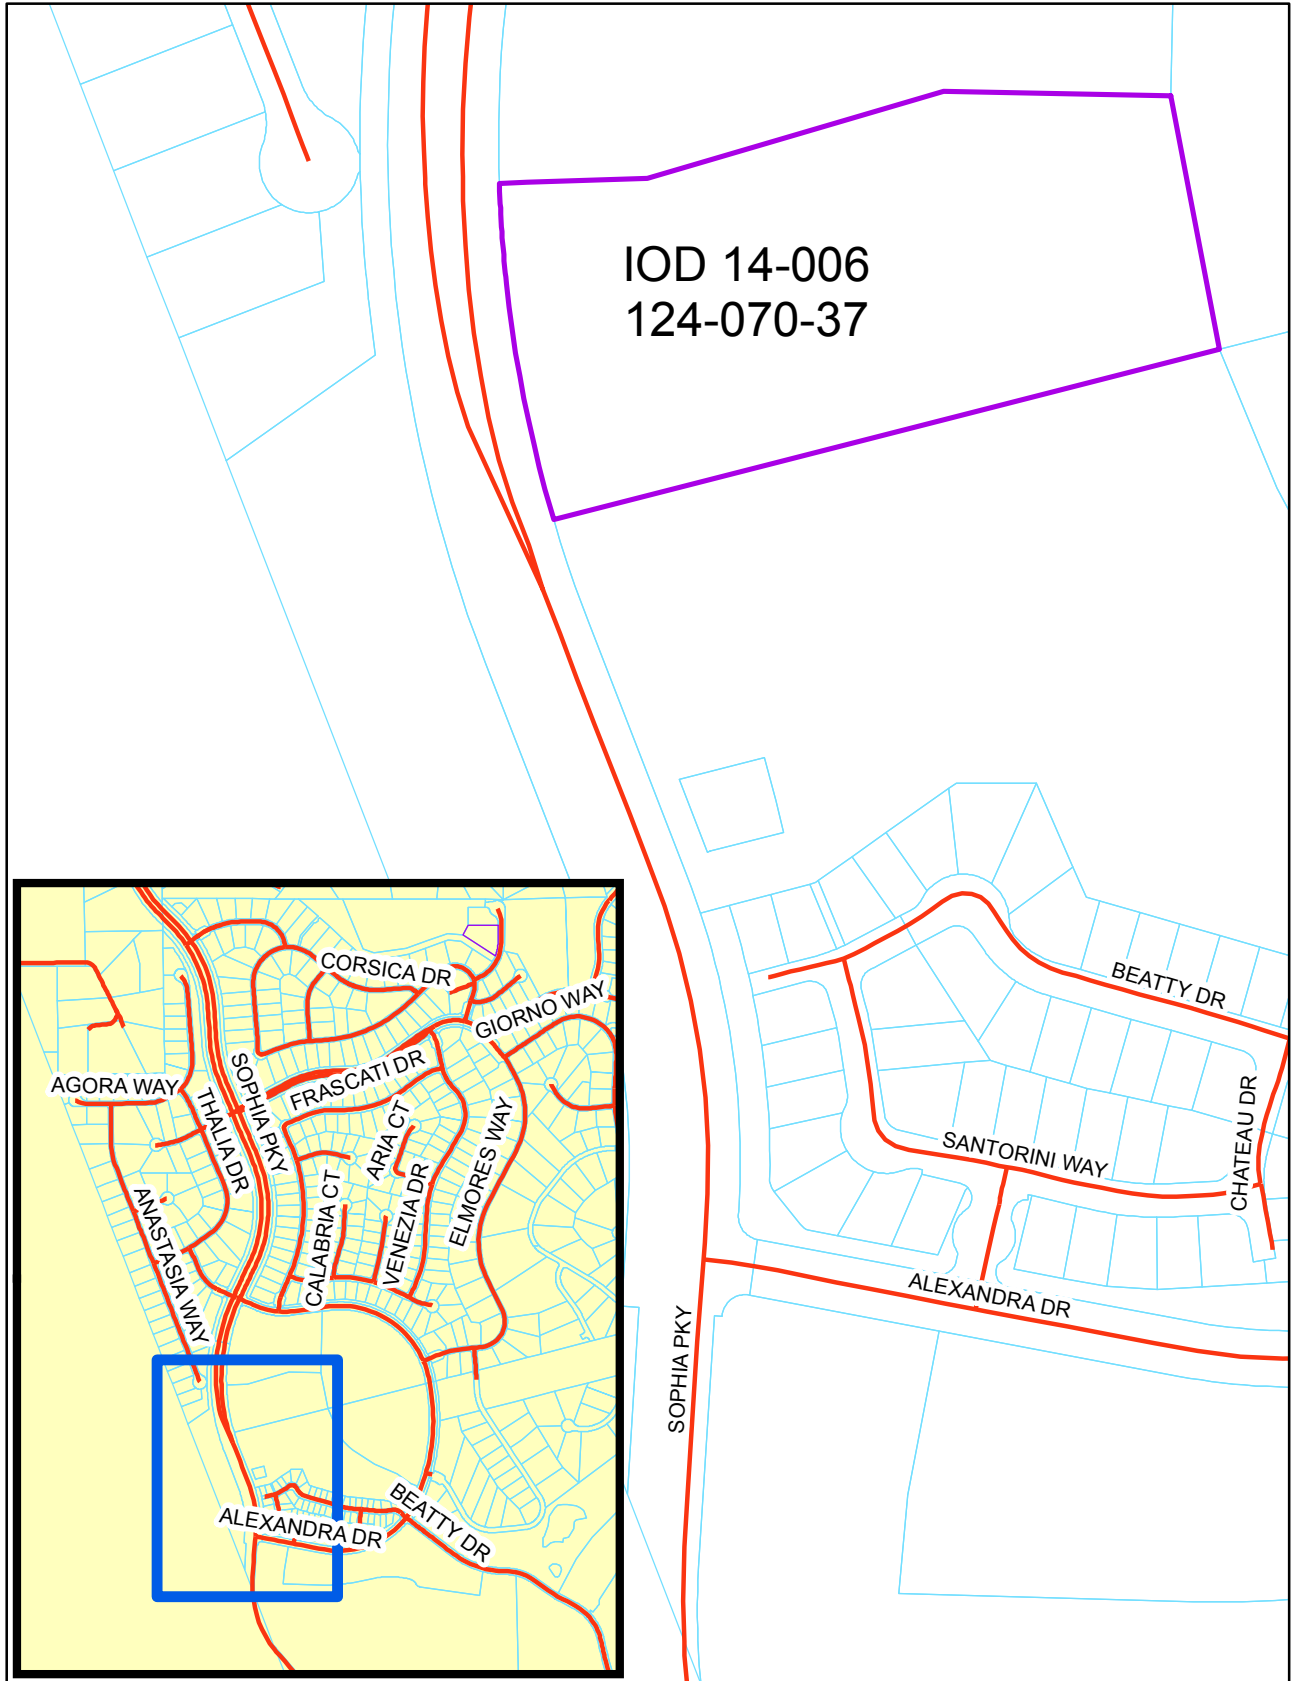 IOD 14-006
124-070-37
BEATTY DR
SANTORINI WAY
CHATEAU DR
ALEXANDRA DR
SOPHIA PKY
CORSICA DR
GIORNO WAY
SOPHIA PKY
FRASCATI DR
AGORA WAY
THALIA DR
ARIA CT
ELMORES WAY
VENEZIA DR
CALABRIA CT
ANASTASIA WAY
ALEXANDRA DR
BEATTY DR